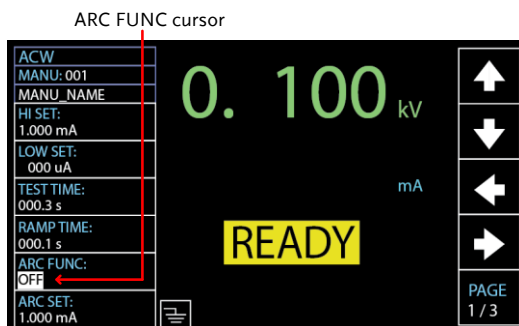 ARC FUNC cursor
ACW
MANU: 001
MANU_NAME
HI SET:
1.000 mA
LOW SET:
000 uA
TEST TIME:
000.3 s
RAMP TIME:
000.1 s
ARC FUNC:
OFF
ARC SET:
1.000 mA
0. 100 kV
mA
READY
PAGE
1 / 3